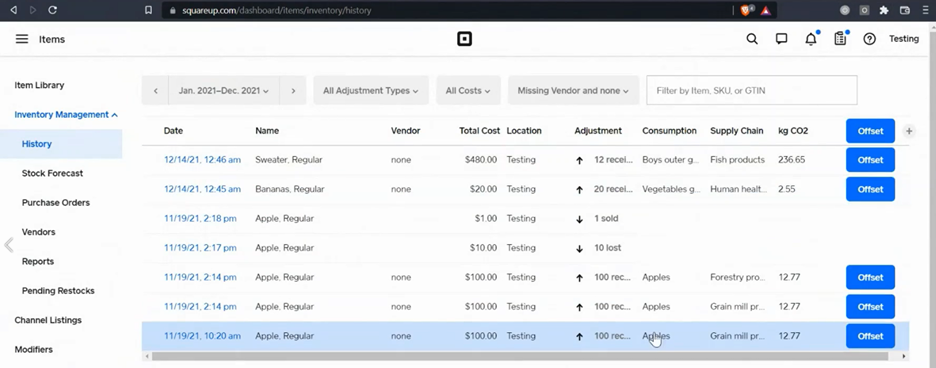 squareup.com/dashboard/items/inventory/history
Items
Testing
Item Library
Inventory Management
History
Stock Forecast
Purchase Orders
Vendors
Reports
Pending Restocks
Channel Listings
Modifiers
Jan. 2021–Dec. 2021 All Adjustment Types All Costs Missing Vendor and none Filter by Item, SKU, or GTIN
Date Name Vendor Total Cost Location Adjustment Consumption Supply Chain kg CO2 Offset +
12/14/21, 12:46 am Sweater, Regular none $480.00 Testing ↑ 12 recei... Boys outer g... Fish products 236.65 Offset
12/14/21, 12:45 am Bananas, Regular none $20.00 Testing ↑ 20 recei... Vegetables g... Human healt... 2.55 Offset
11/19/21, 2:18 pm Apple, Regular $1.00 Testing ↓ 1 sold
11/19/21, 2:17 pm Apple, Regular $10.00 Testing ↓ 10 lost
11/19/21, 2:14 pm Apple, Regular none $100.00 Testing ↑ 100 rec... Apples Forestry pro... 12.77 Offset
11/19/21, 2:14 pm Apple, Regular none $100.00 Testing ↑ 100 rec... Apples Grain mill pr... 12.77 Offset
11/19/21, 10:20 am Apple, Regular none $100.00 Testing ↑ 100 rec... Apples Grain mill pr... 12.77 Offset